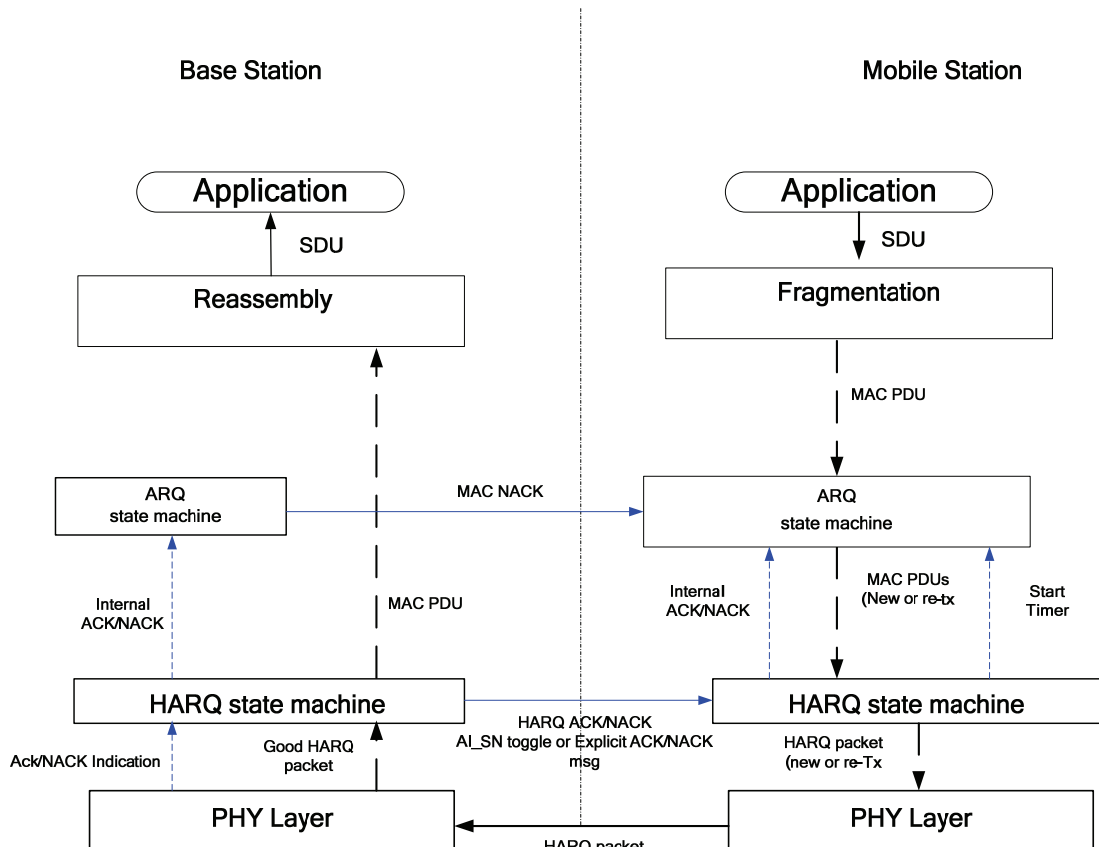 Base Station
Mobile Station
Application
Application
SDU
SDU
Reassembly
Fragmentation
MAC PDU
ARQ
state machine
MAC NACK
ARQ
state machine
Internal
ACK/NACK
MAC PDU
Internal
ACK/NACK
MAC PDUs
(New or re-tx
Start
Timer
HARQ state machine
HARQ state machine
HARQ ACK/NACK
AI_SN toggle or Explicit ACK/NACK
msg
Ack/NACK Indication
Good HARQ
packet
HARQ packet
(new or re-Tx
PHY Layer
PHY Layer
HARQ packet